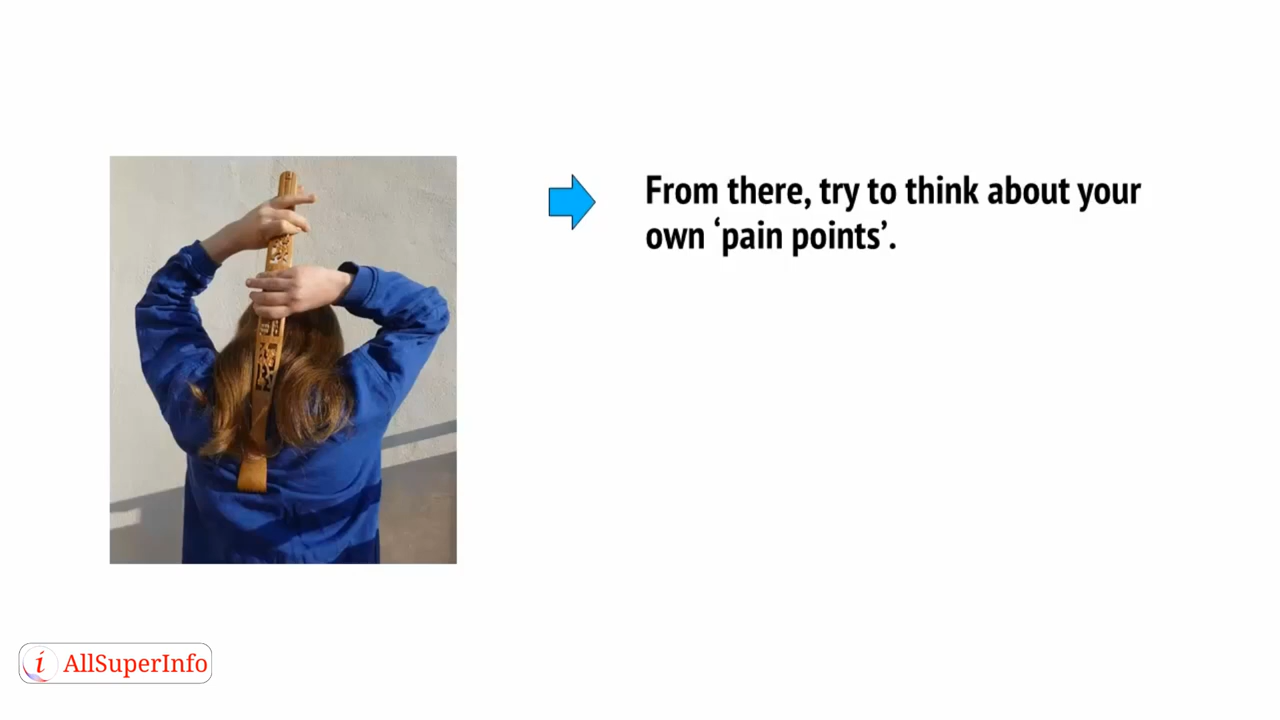 From there, try to think about your
own ‘pain points’.
i AllSuperInfo